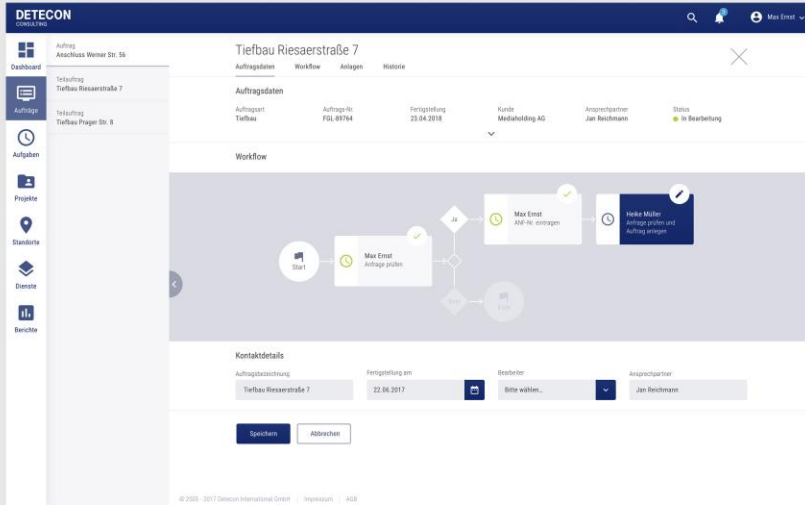 DETECON
CONSULTING
Max Ernst
Dashboard
Aufträge
Aufgaben
Projekte
Standorte
Dienste
Berichte
Auftrag
Anschluss Werner Str. 56
Teilauftrag
Tiefbau Riesaerstraße 7
Teilauftrag
Tiefbau Prager Str. 8
Tiefbau Riesaerstraße 7
Auftragsdaten Workflow Anlagen Historie
Auftragsdaten
Auftragsart Auftrags-Nr. Fertigstellung Kunde Ansprechpartner Status
Tiefbau FGL-89764 23.04.2018 Mediaholding AG Jan Reichmann In Bearbeitung
Workflow
Start
Max Ernst
Anfrage prüfen
Ja
Max Ernst
ANF-Nr. eintragen
Heike Müller
Anfrage prüfen und
Auftrag anlegen
Nein
Ende
Kontaktdetails
Auftragsbezeichnung Fertigstellung am Bearbeiter Ansprechpartner
Tiefbau Riesaerstraße 7 22.06.2017 Bitte wählen... Jan Reichmann
Speichern Abbrechen
© 2005 - 2017 Detecon International GmbH | Impressum | AGB